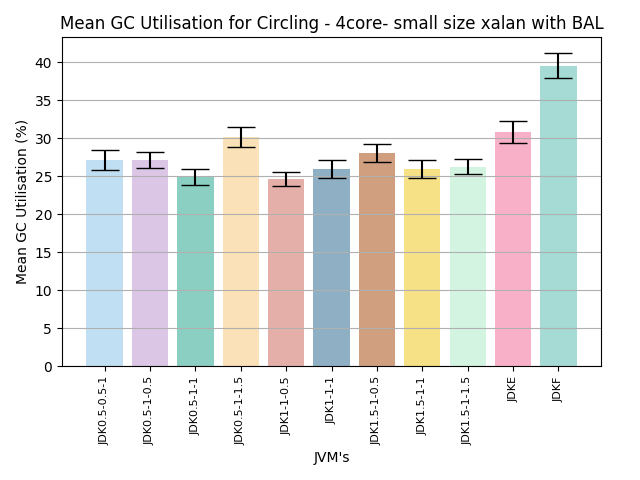 Mean GC Utilisation for Circling - 4core- small size xalan with BAL
Mean GC Utilisation (%)
40
35
30
25
20
15
10
5
0
JDK0.5-0.5-1
JDK0.5-1-0.5
JDK0.5-1-1
JDK0.5-1-1.5
JDK1-1-0.5
JDK1-1-1
JDK1.5-1-0.5
JDK1.5-1-1
JDK1.5-1-1.5
JDKE
JDKF
JVM's